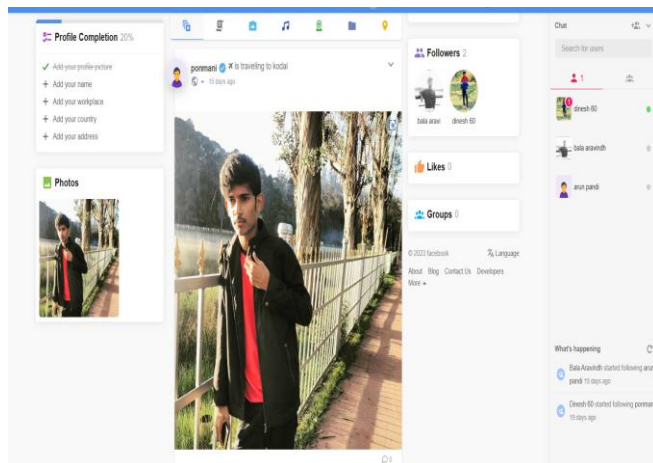 Profile Completion 20%
Add your profile picture
Add your name
Add your workplace
Add your country
Add your address
Photos
ponmani is traveling to kodai
15 days ago
0
Followers 2
bala aravi
dinesh 60
Likes 0
Groups 0
© 2023 facebook
Language
About Blog Contact Us Developers
More
Chat
Search for users
1
dinesh 60
bala aravindh
arun pandi
What's happening
Bala Aravindh started following arun
pandi 15 days ago
Dinesh 60 started following ponman
15 days ago